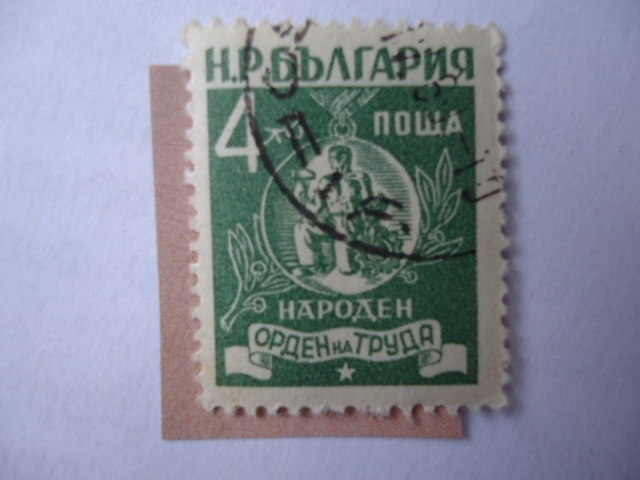 Н.Р.БЪЛГАРИЯ
4 ПОЩА
НАРОДЕН
ОРДЕН НА ТРУДА